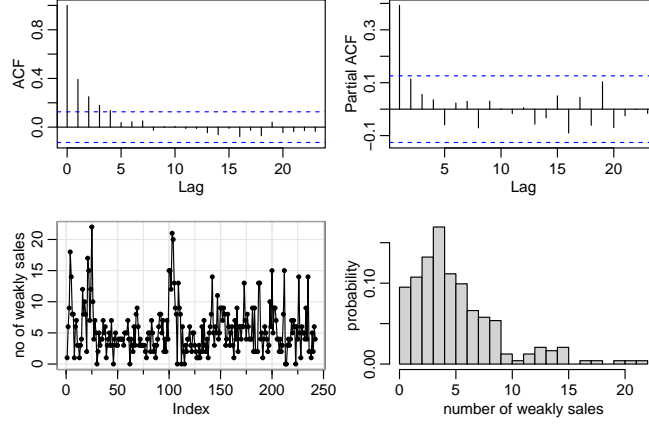 ACF
0.0 0.4 0.8
0 5 10 15 20
Lag
Partial ACF
−0.1 0.1 0.3
5 10 15 20
Lag
no of weakly sales
0 5 10 15 20
0 50 100 150 200 250
Index
probability
0.00 0.10
0 5 10 15 20
number of weakly sales